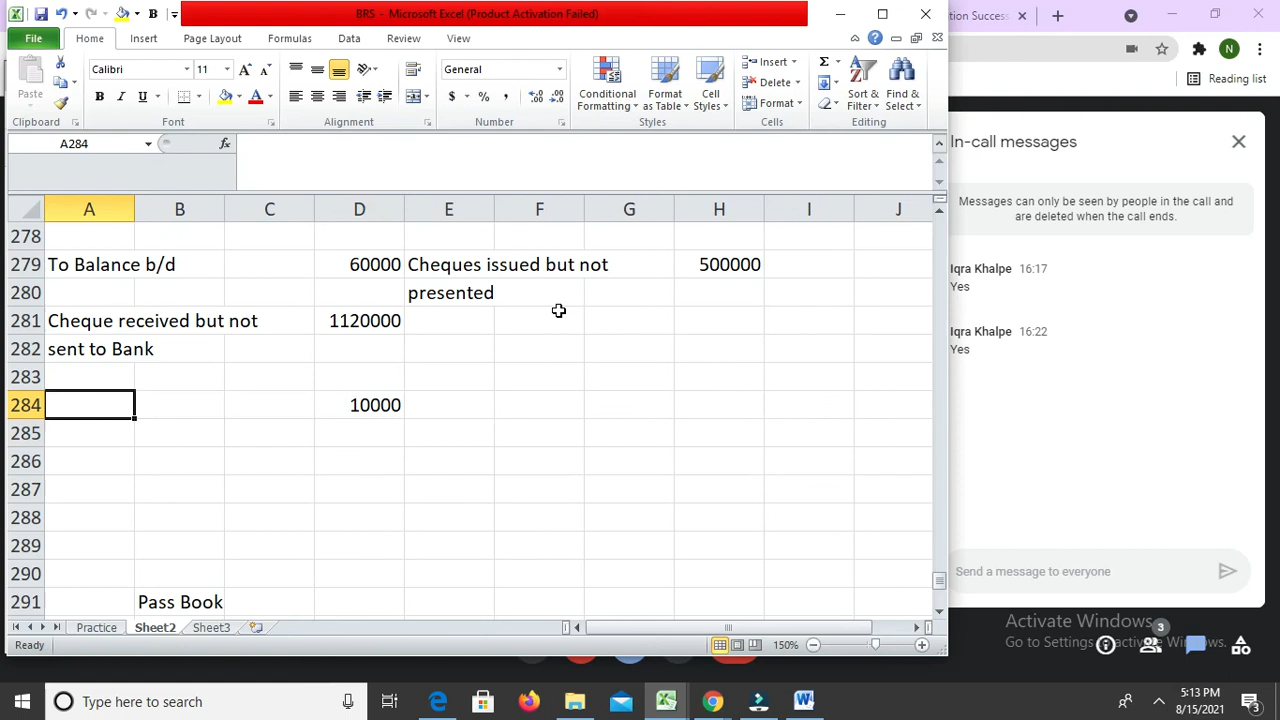 BRS - Microsoft Excel (Product Activation Failed)
ion Success
File Home Insert Page Layout Formulas Data Review View
N
Reading list
Paste
Calibri 11
General
Conditional Formatting
Format as Table
Cell Styles
Insert
Delete
Format
Sort & Filter
Find & Select
Clipboard Font Alignment Number Styles Cells Editing
A284
fx
A B C D E F G H I J
278
279 To Balance b/d 60000 Cheques issued but not 500000
280 presented
281 Cheque received but not 1120000
282 sent to Bank
283
284 10000
285
286
287
288
289
290
291 Pass Book
Practice Sheet2 Sheet3
Ready
150%
In-call messages
Messages can only be seen by people in the call and
are deleted when the call ends.
Iqra Khalpe 16:17
Yes
Iqra Khalpe 16:22
Yes
Send a message to everyone
Activate Windows
Go to Settings to activate Windows.
3
Type here to search
5:13 PM
8/15/2021
3